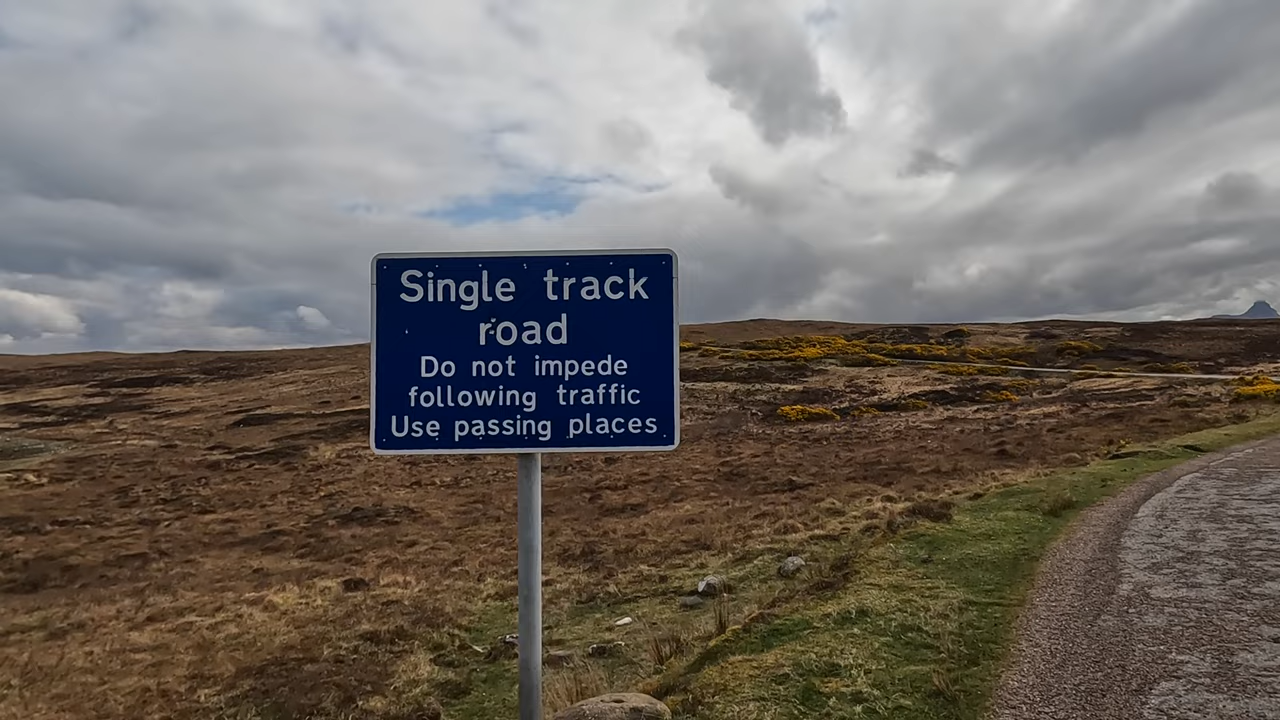 Single track
road
Do not impede
following traffic
Use passing places